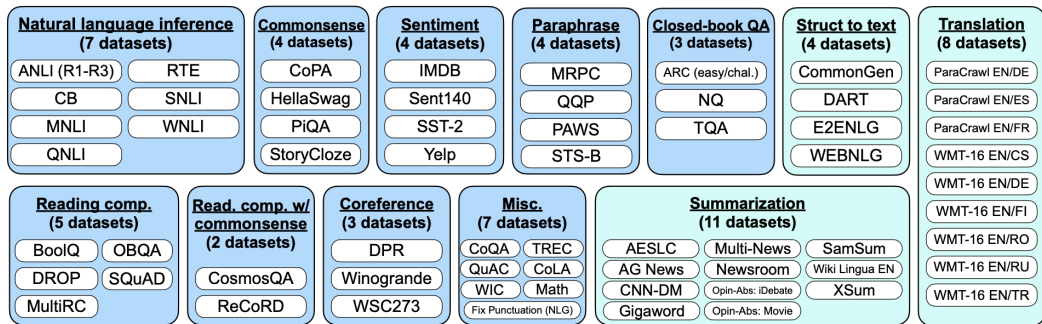 Natural language inference
(7 datasets)
ANLI (R1-R3)
RTE
CB
SNLI
MNLI
WNLI
QNLI
Commonsense
(4 datasets)
CoPA
HellaSwag
PiQA
StoryCloze
Sentiment
(4 datasets)
IMDB
Sent140
SST-2
Yelp
Paraphrase
(4 datasets)
MRPC
QQP
PAWS
STS-B
Closed-book QA
(3 datasets)
ARC (easy/chal.)
NQ
TQA
Struct to text
(4 datasets)
CommonGen
DART
E2ENLG
WEBNLG
Translation
(8 datasets)
ParaCrawl EN/DE
ParaCrawl EN/ES
ParaCrawl EN/FR
WMT-16 EN/CS
WMT-16 EN/DE
WMT-16 EN/FI
WMT-16 EN/RO
WMT-16 EN/RU
WMT-16 EN/TR
Reading comp.
(5 datasets)
BoolQ
OBQA
DROP
SQuAD
MultiRC
Read. comp. w/
commonsense
(2 datasets)
CosmosQA
ReCoRD
Coreference
(3 datasets)
DPR
Winogrande
WSC273
Misc.
(7 datasets)
CoQA
TREC
QuAC
CoLA
WIC
Math
Fix Punctuation (NLG)
Summarization
(11 datasets)
AESLC
Multi-News
SamSum
AG News
Newsroom
Wiki Lingua EN
CNN-DM
Opin-Abs: iDebate
XSum
Gigaword
Opin-Abs: Movie